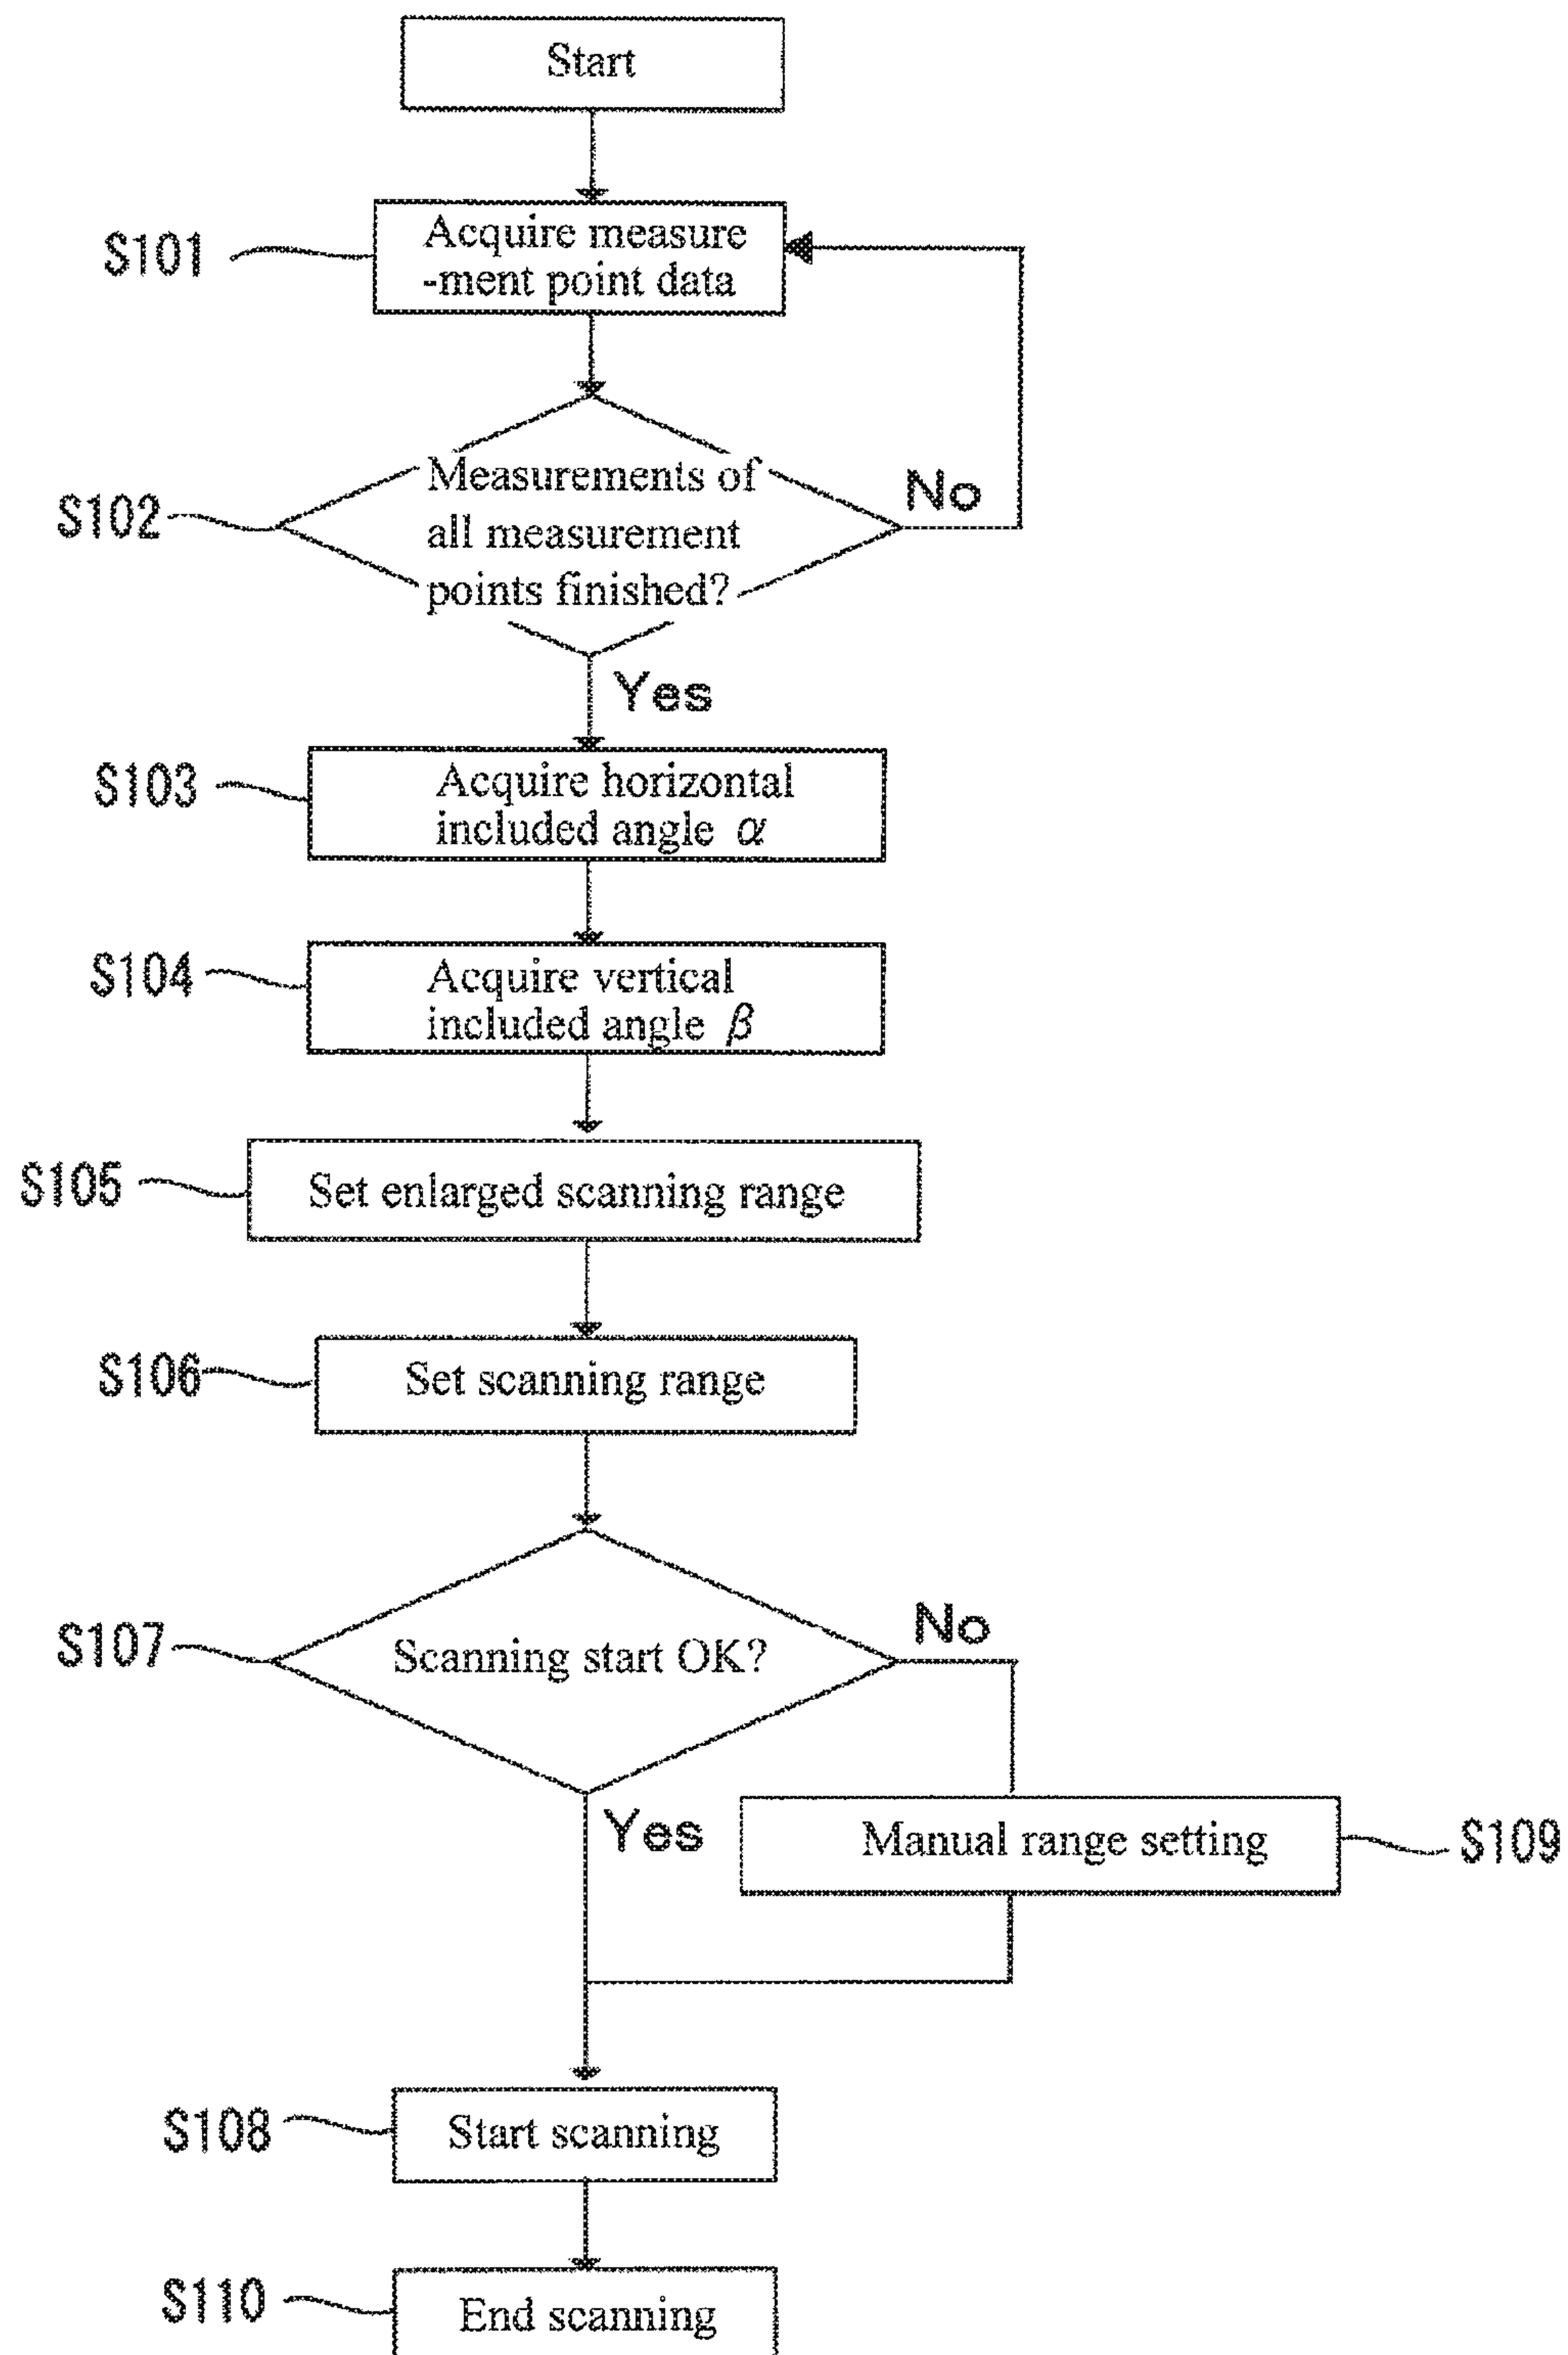 Start
S101
Acquire measure
-ment point data
S102
Measurements of
all measurement
points finished?
No
Yes
S103
Acquire horizontal
included angle α
S104
Acquire vertical
included angle β
S105
Set enlarged scanning range
S106
Set scanning range
S107
Scanning start OK?
No
Yes
Manual range setting
S109
S108
Start scanning
S110
End scanning